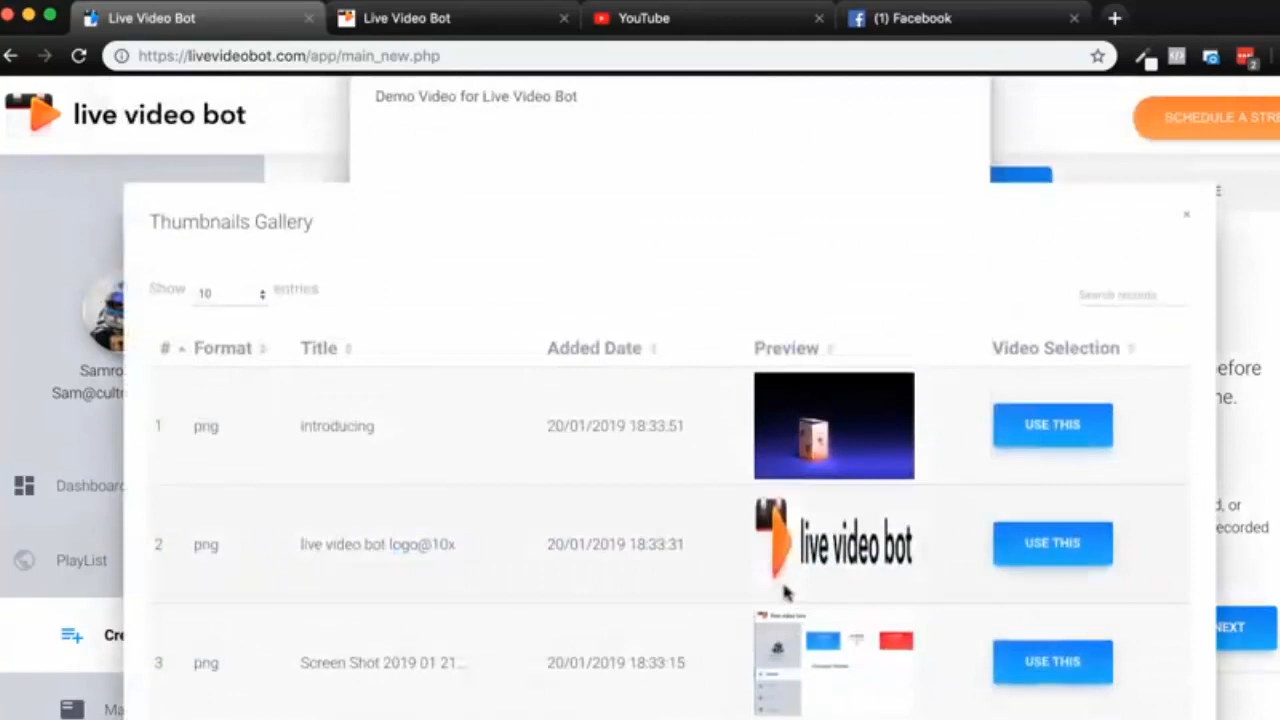 Live Video Bot
Live Video Bot
YouTube
(1) Facebook
https://livevideobot.com/app/main_new.php
2
live video bot
Demo Video for Live Video Bot
SCHEDULE A STRE
Thumbnails Gallery
×
Show 10 entries
Search records
# Format Title Added Date Preview Video Selection
1 png introducing 20/01/2019 18:33.51 USE THIS
2 png live video bot logo@10x 20/01/2019 18:33:31 live video bot USE THIS
3 png Screen Shot 2019 01 21... 20/01/2019 18:33:15 USE THIS
Samro
Sam@cultr
Dashboard
PlayList
Cre
Ma
efore
ne.
d, or
ecorded
NEXT